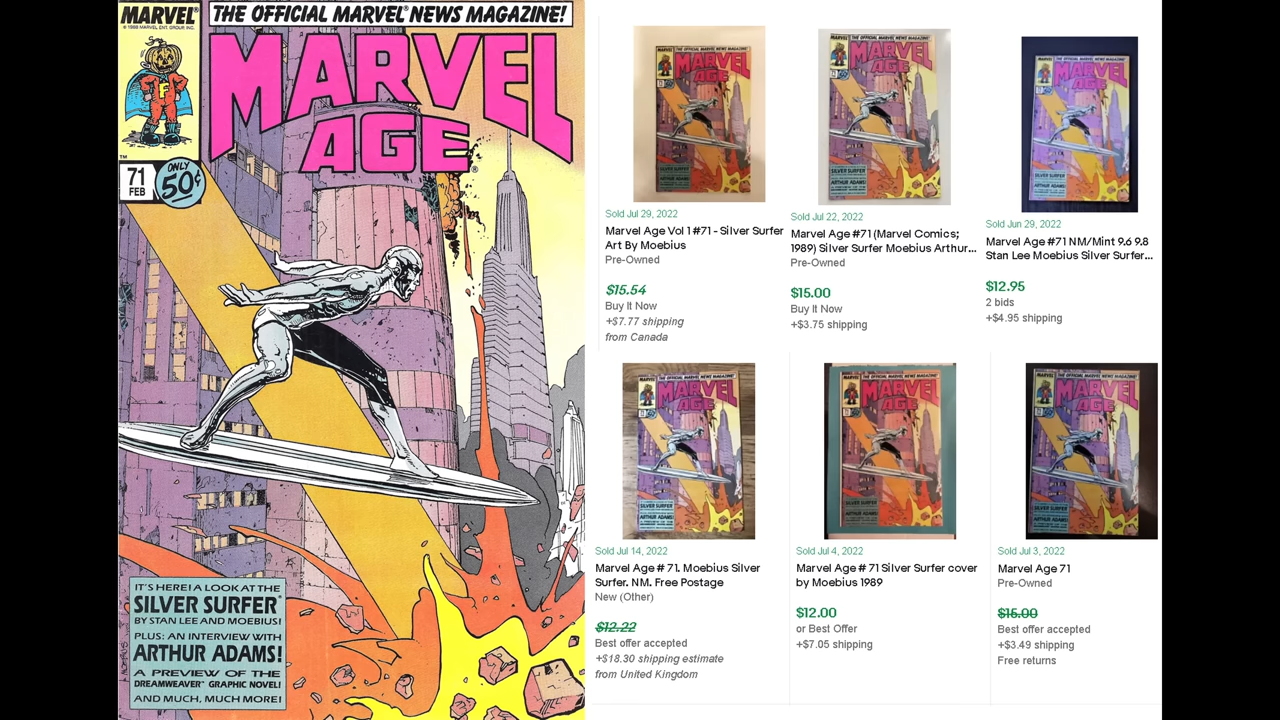 MARVEL
© 1988 MARVEL ENT. GROUP, INC.
THE OFFICIAL MARVEL® NEWS MAGAZINE!
MARVEL
AGE®
F
TM
71
FEB
ONLY
50¢
IT'S HERE! A LOOK AT THE
SILVER SURFER™
BY STAN LEE AND MOEBIUS!
PLUS: AN INTERVIEW WITH
ARTHUR ADAMS!
A PREVIEW OF THE
DREAMWEAVER™ GRAPHIC NOVEL!
AND MUCH, MUCH MORE!
Sold Jul 29, 2022
Marvel Age Vol 1 #71 - Silver Surfer
Art By Moebius
Pre-Owned
$15.54
Buy It Now
+$7.77 shipping
from Canada
Sold Jul 22, 2022
Marvel Age #71 (Marvel Comics;
1989) Silver Surfer Moebius Arthur...
Pre-Owned
$15.00
Buy It Now
+$3.75 shipping
Sold Jun 29, 2022
Marvel Age #71 NM/Mint 9.6 9.8
Stan Lee Moebius Silver Surfer...
$12.95
2 bids
+$4.95 shipping
Sold Jul 14, 2022
Marvel Age # 71. Moebius Silver
Surfer. NM. Free Postage
New (Other)
$12.22
Best offer accepted
+$18.30 shipping estimate
from United Kingdom
Sold Jul 4, 2022
Marvel Age # 71 Silver Surfer cover
by Moebius 1989
$12.00
or Best Offer
+$7.05 shipping
Sold Jul 3, 2022
Marvel Age 71
Pre-Owned
$15.00
Best offer accepted
+$3.49 shipping
Free returns